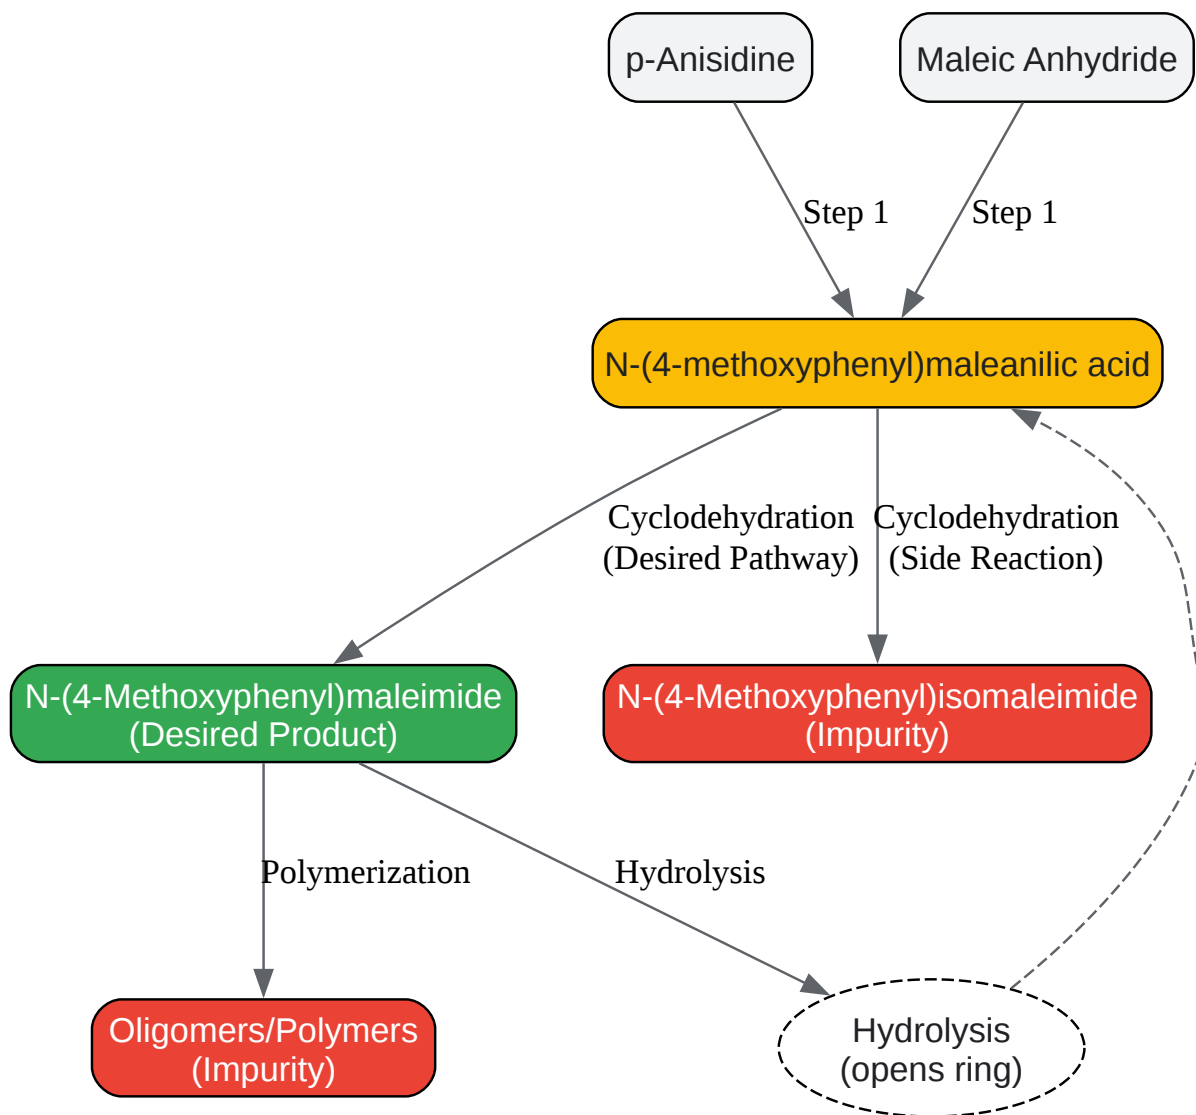 p-Anisidine
Maleic Anhydride
Step 1
Step 1
N-(4-methoxyphenyl)maleanilic acid
Cyclodehydration
(Desired Pathway)
Cyclodehydration
(Side Reaction)
N-(4-Methoxyphenyl)maleimide
(Desired Product)
N-(4-Methoxyphenyl)isomaleimide
(Impurity)
Polymerization
Hydrolysis
Oligomers/Polymers
(Impurity)
Hydrolysis
(opens ring)